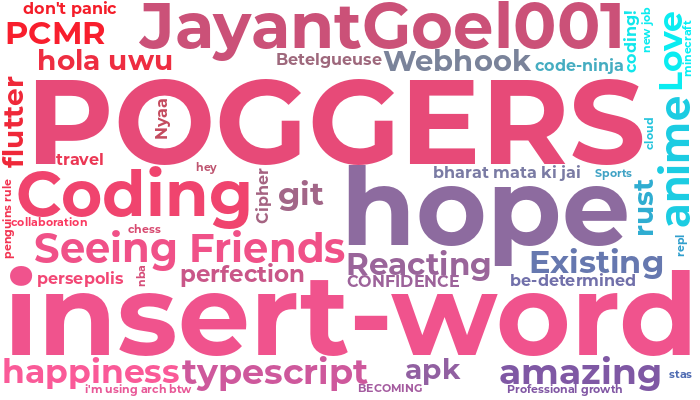 don't panic
JayantGoel001
PCMR
coding!
new job
Love
minecraft
hola uwu
Betelgueuse
Webhook
code-ninja
flutter
POGGERS
Nyaa
anime
cloud
travel
hey
Coding
Cipher
git
hope
bharat mata ki jai
Sports
rust
penguins rule
collaboration
chess
Seeing Friends
repl
Reacting
Existing
persepolis
nba
perfection
CONFIDENCE
be-determined
insert-word
happiness
typescript
apk
amazing
stas
i'm using arch btw
BECOMING
Professional growth